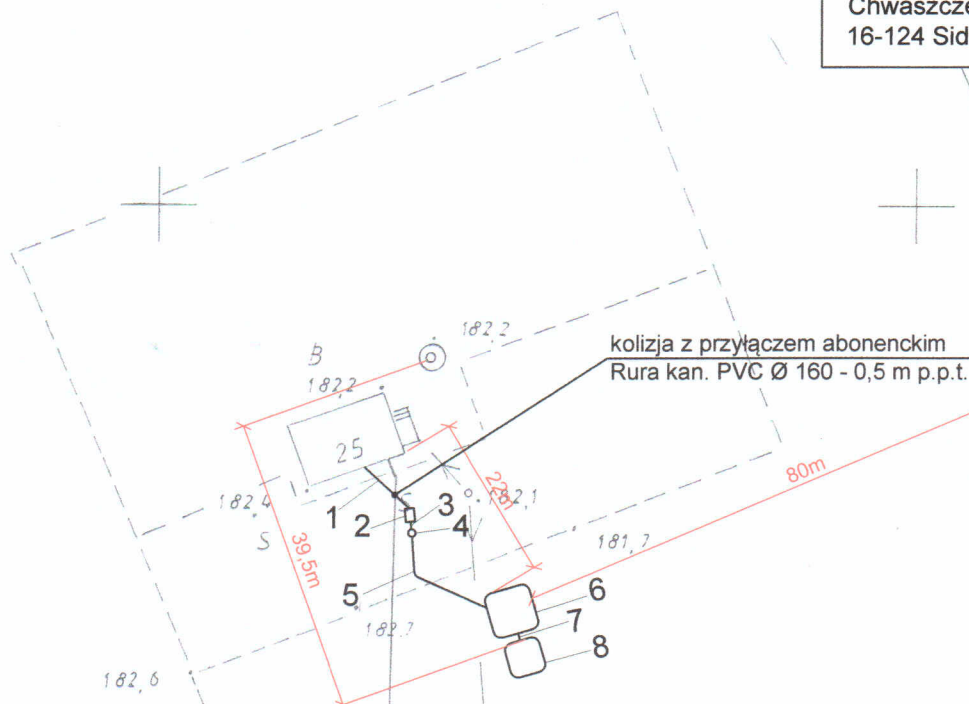 Chwaszcze
16-124 Sid
182,2
B
kolizja z przyłączem abonenckim
182,2
Rura kan. PVC Ø 160 - 0,5 m p.p.t.
25
80m
22m
182,4
182,1
1
2
3
4
S
39,5m
181,7
5
6
182,7
7
8
182,6